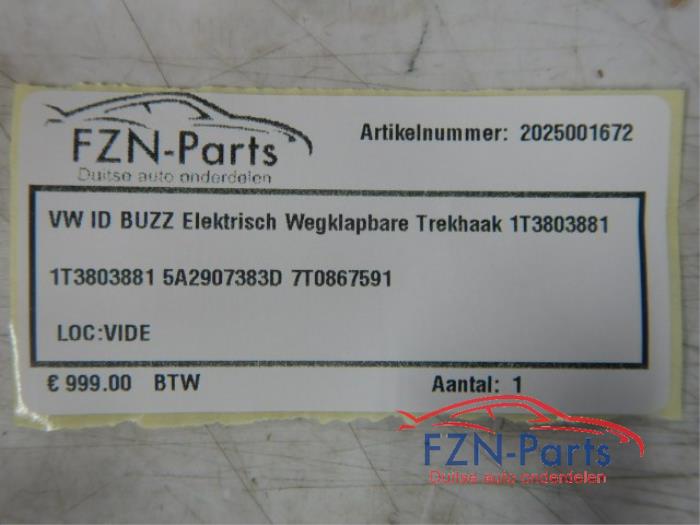 FZN-Parts
Duitse auto onderdelen
Artikelnummer: 2025001672
VW ID BUZZ Elektrisch Wegklapbare Trekhaak 1T3803881
1T3803881 5A2907383D 7T0867591
LOC:VIDE
€ 999.00 BTW
Aantal: 1
FZN-Parts
Duitse auto onderdelen